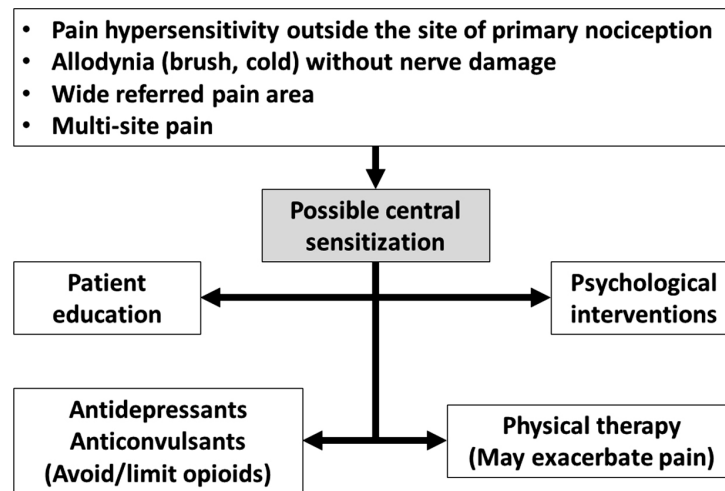 • Pain hypersensitivity outside the site of primary nociception
• Allodynia (brush, cold) without nerve damage
• Wide referred pain area
• Multi-site pain
Possible central
sensitization
Patient
education
Psychological
interventions
Antidepressants
Anticonvulsants
(Avoid/limit opioids)
Physical therapy
(May exacerbate pain)